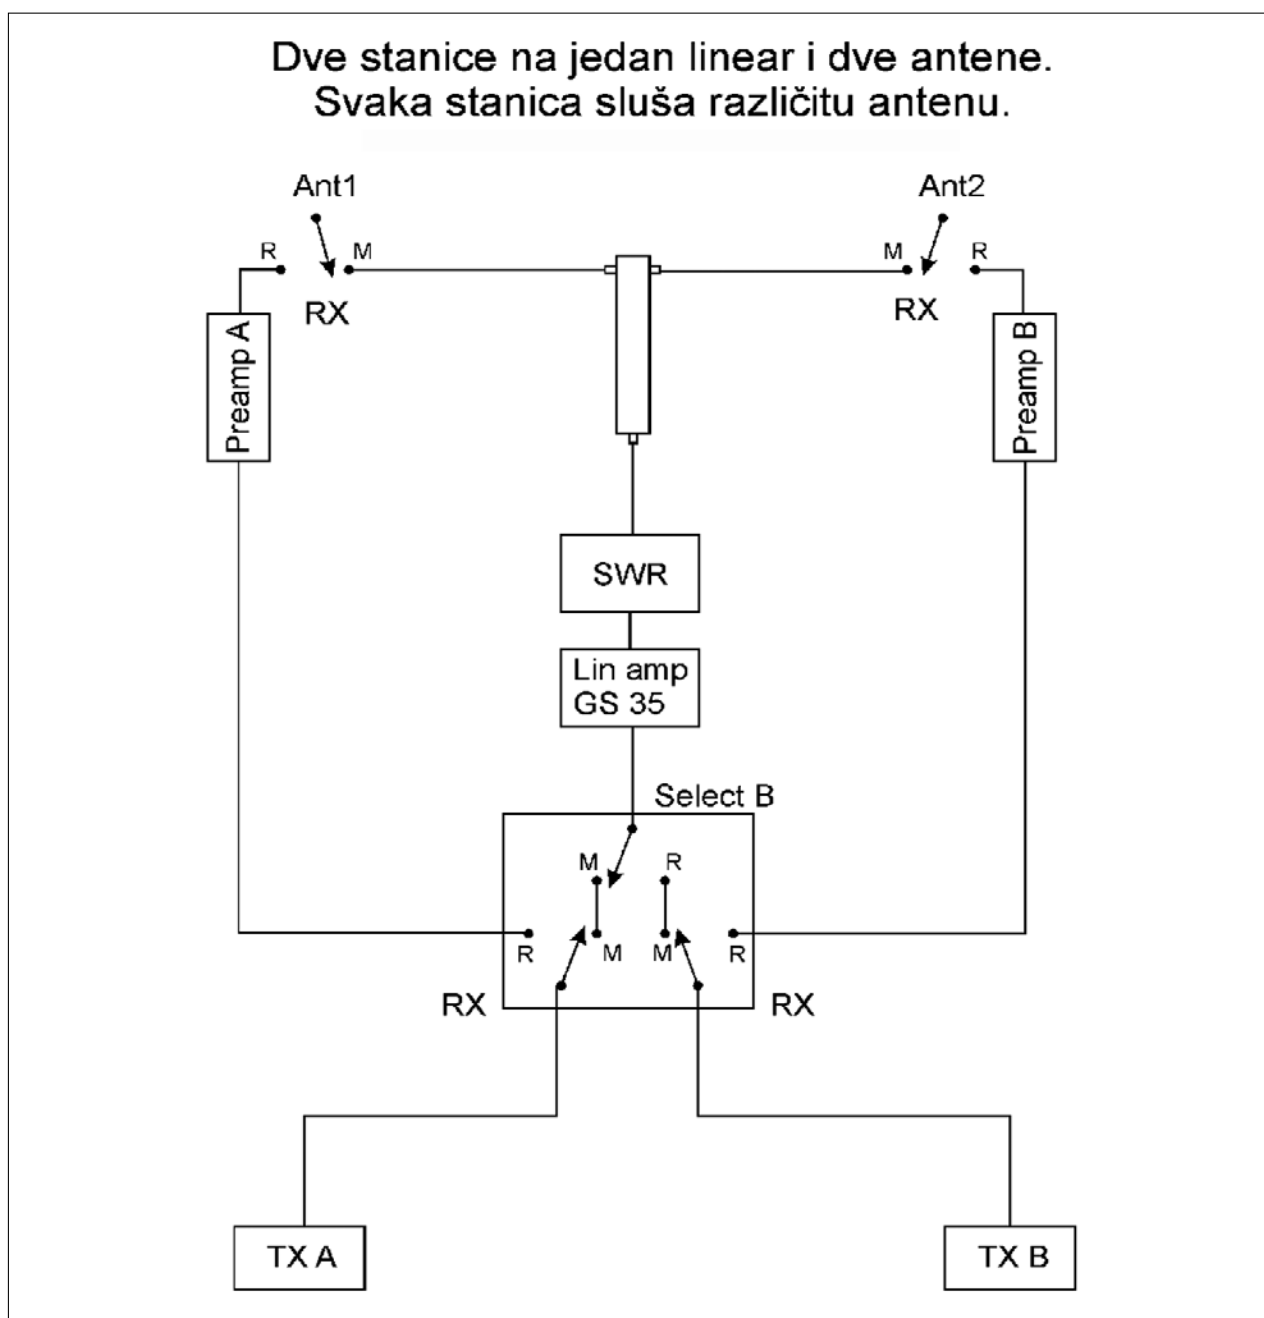 Dve stanice na jedan linear i dve antene.
Svaka stanica sluša različitu antenu.
Ant1
Ant2
R
M
M
R
RX
RX
Preamp A
Preamp B
SWR
Lin amp
GS 35
Select B
M
R
R
M
M
R
RX
RX
TX A
TX B